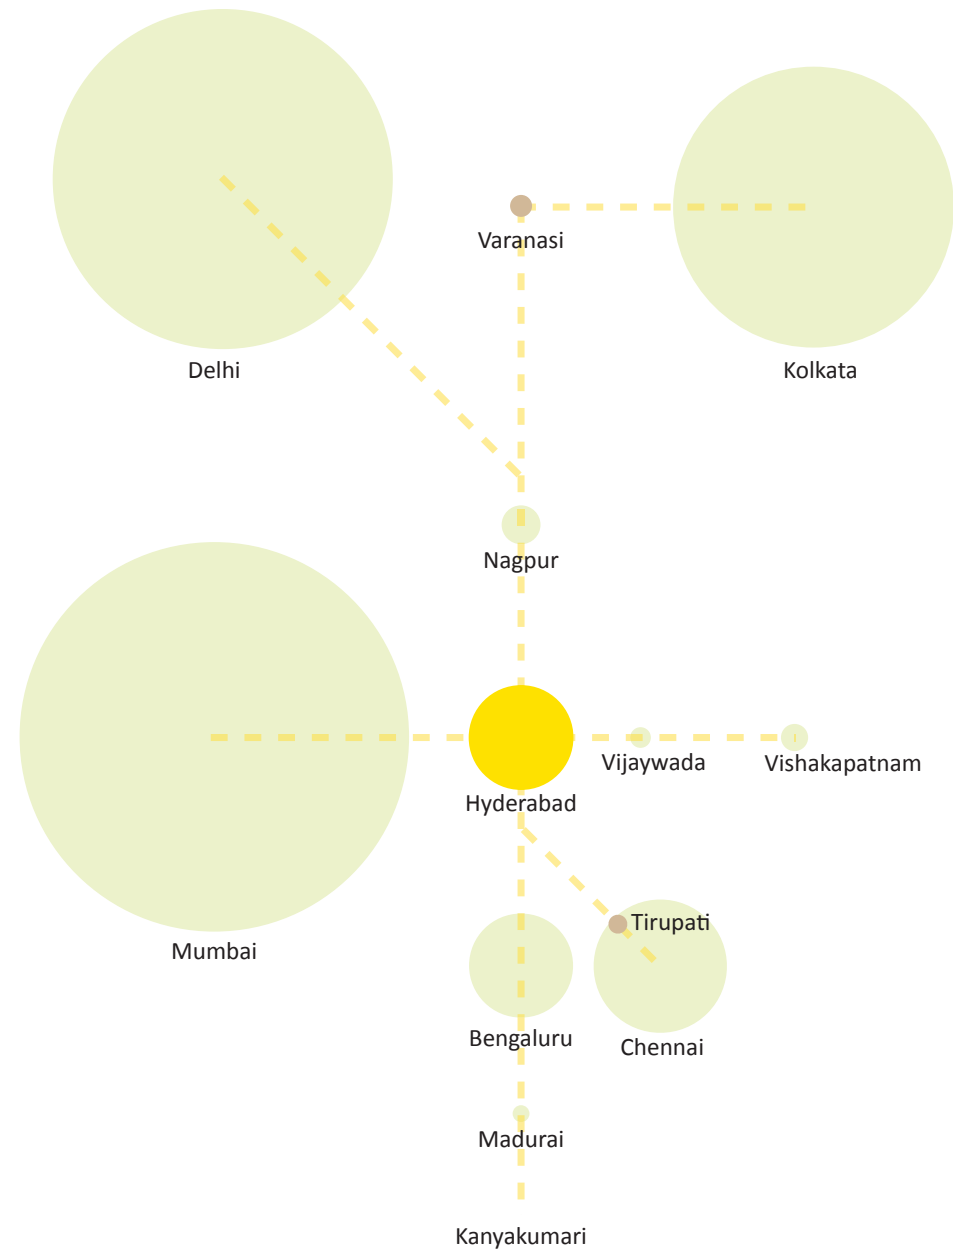 Varanasi
Delhi
Kolkata
Nagpur
Vijaywada
Vishakapatnam
Hyderabad
Tirupati
Mumbai
Bengaluru
Chennai
Madurai
Kanyakumari